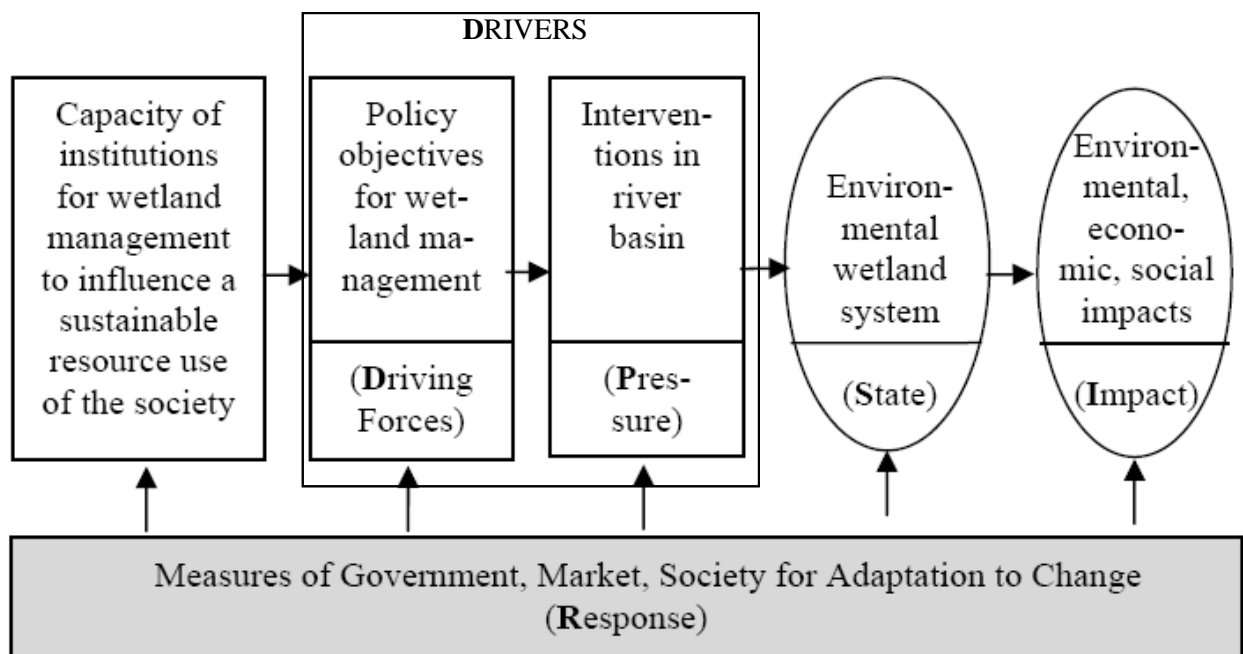 DRIVERS
Capacity of
institutions
for wetland
management
to influence a
sustainable
resource use
of the society
Policy
objectives
for wet-
land ma-
nagement
(Driving
Forces)
Interven-
tions in
river
basin
(Pres-
sure)
Environ-
mental
wetland
system
(State)
Environ-
mental,
econo-
mic, social
impacts
(Impact)
Measures of Government, Market, Society for Adaptation to Change
(Response)